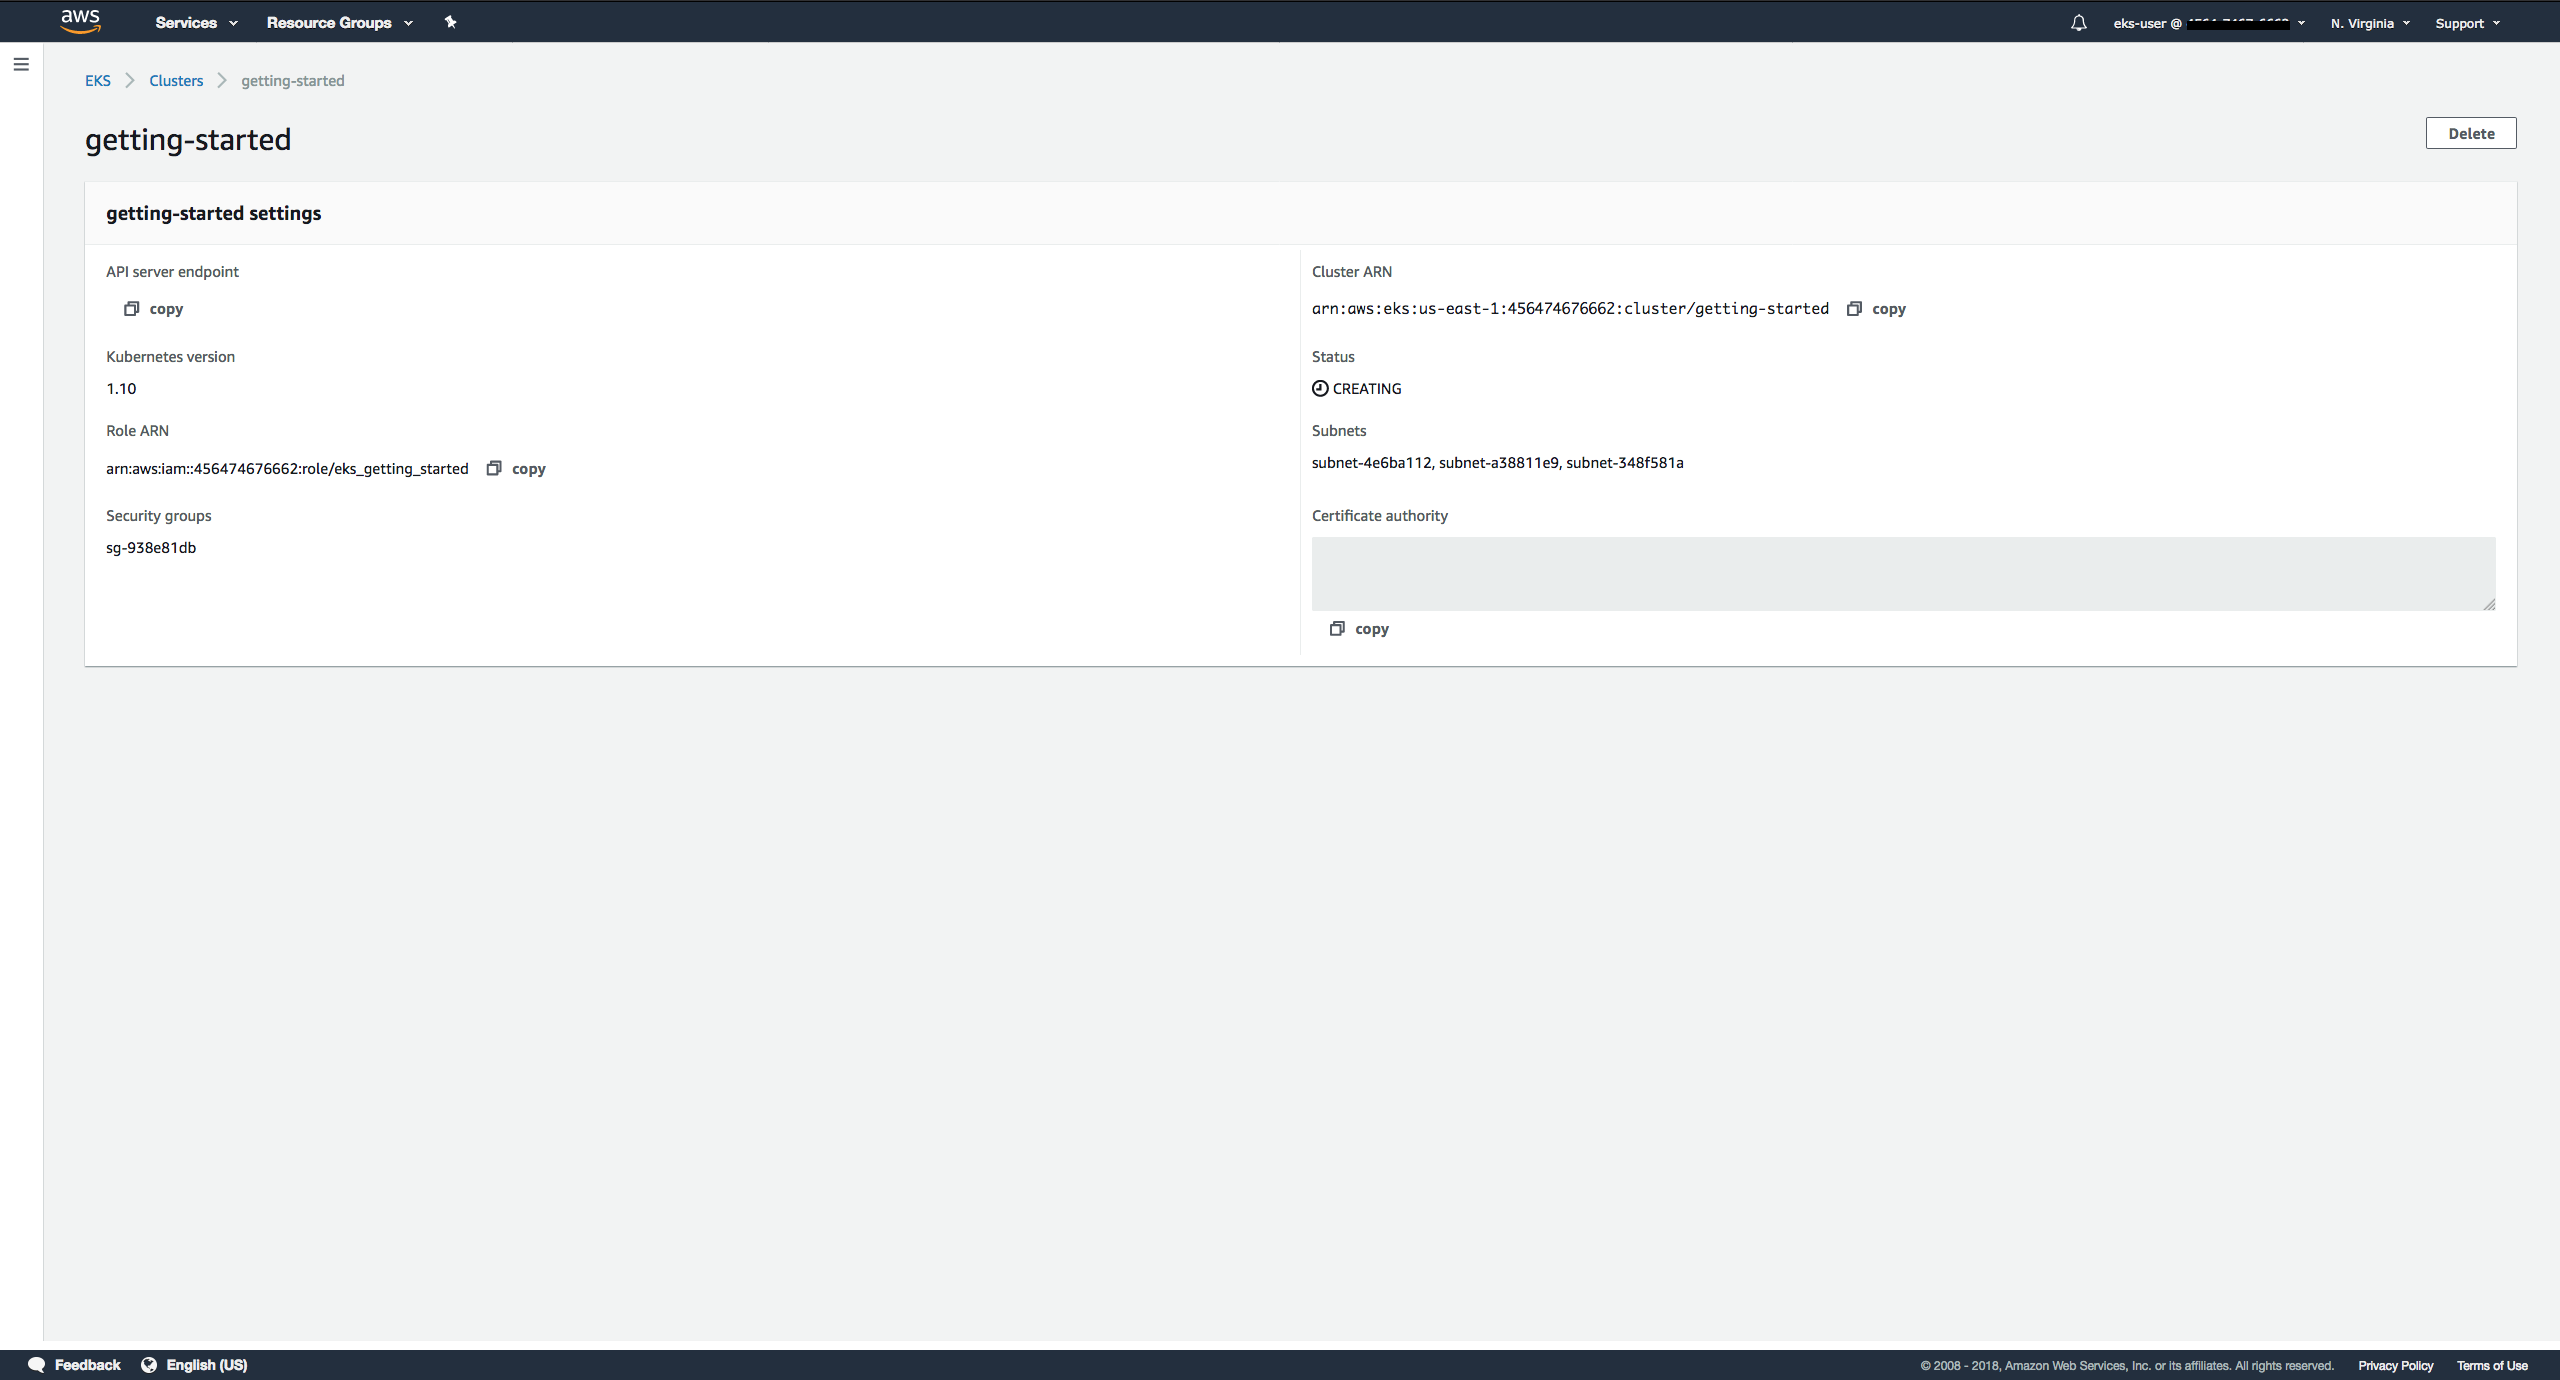 aws Services Resource Groups eks-user @ N. Virginia Support
EKS Clusters getting-started
getting-started
Delete
getting-started settings
API server endpoint
copy
Kubernetes version
1.10
Role ARN
arn:aws:iam::456474676662:role/eks_getting_started copy
Security groups
sg-938e81db
Cluster ARN
arn:aws:eks:us-east-1:456474676662:cluster/getting-started copy
Status
CREATING
Subnets
subnet-4e6ba112, subnet-a38811e9, subnet-348f581a
Certificate authority
copy
Feedback English (US) © 2008 - 2018, Amazon Web Services, Inc. or its affiliates. All rights reserved. Privacy Policy Terms of Use